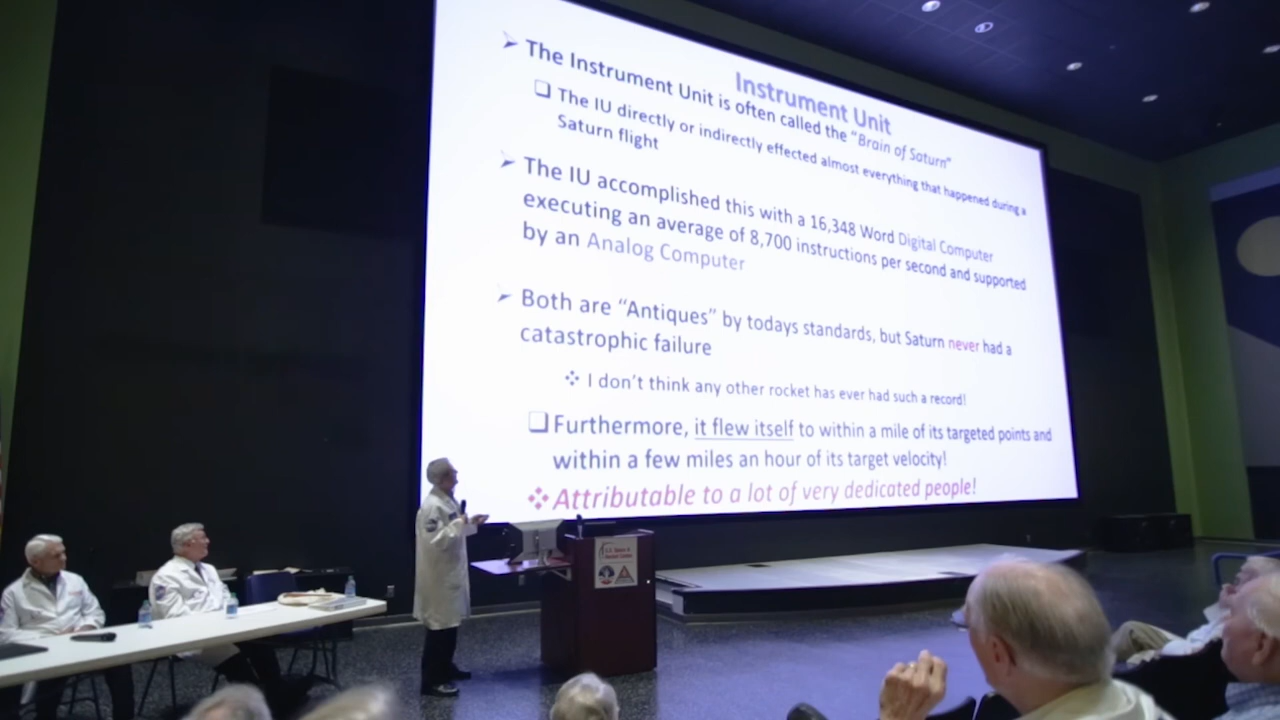 Instrument Unit
The Instrument Unit is often called the "Brain of Saturn"
The IU directly or indirectly effected almost everything that happened during a
Saturn flight
The IU accomplished this with a 16,348 Word Digital Computer
executing an average of 8,700 instructions per second and supported
by an Analog Computer
Both are "Antiques" by todays standards, but Saturn never had a
catastrophic failure
I don't think any other rocket has ever had such a record!
Furthermore, it flew itself to within a mile of its targeted points and
within a few miles an hour of its target velocity!
Attributable to a lot of very dedicated people!
U.S. Space &
Rocket Center